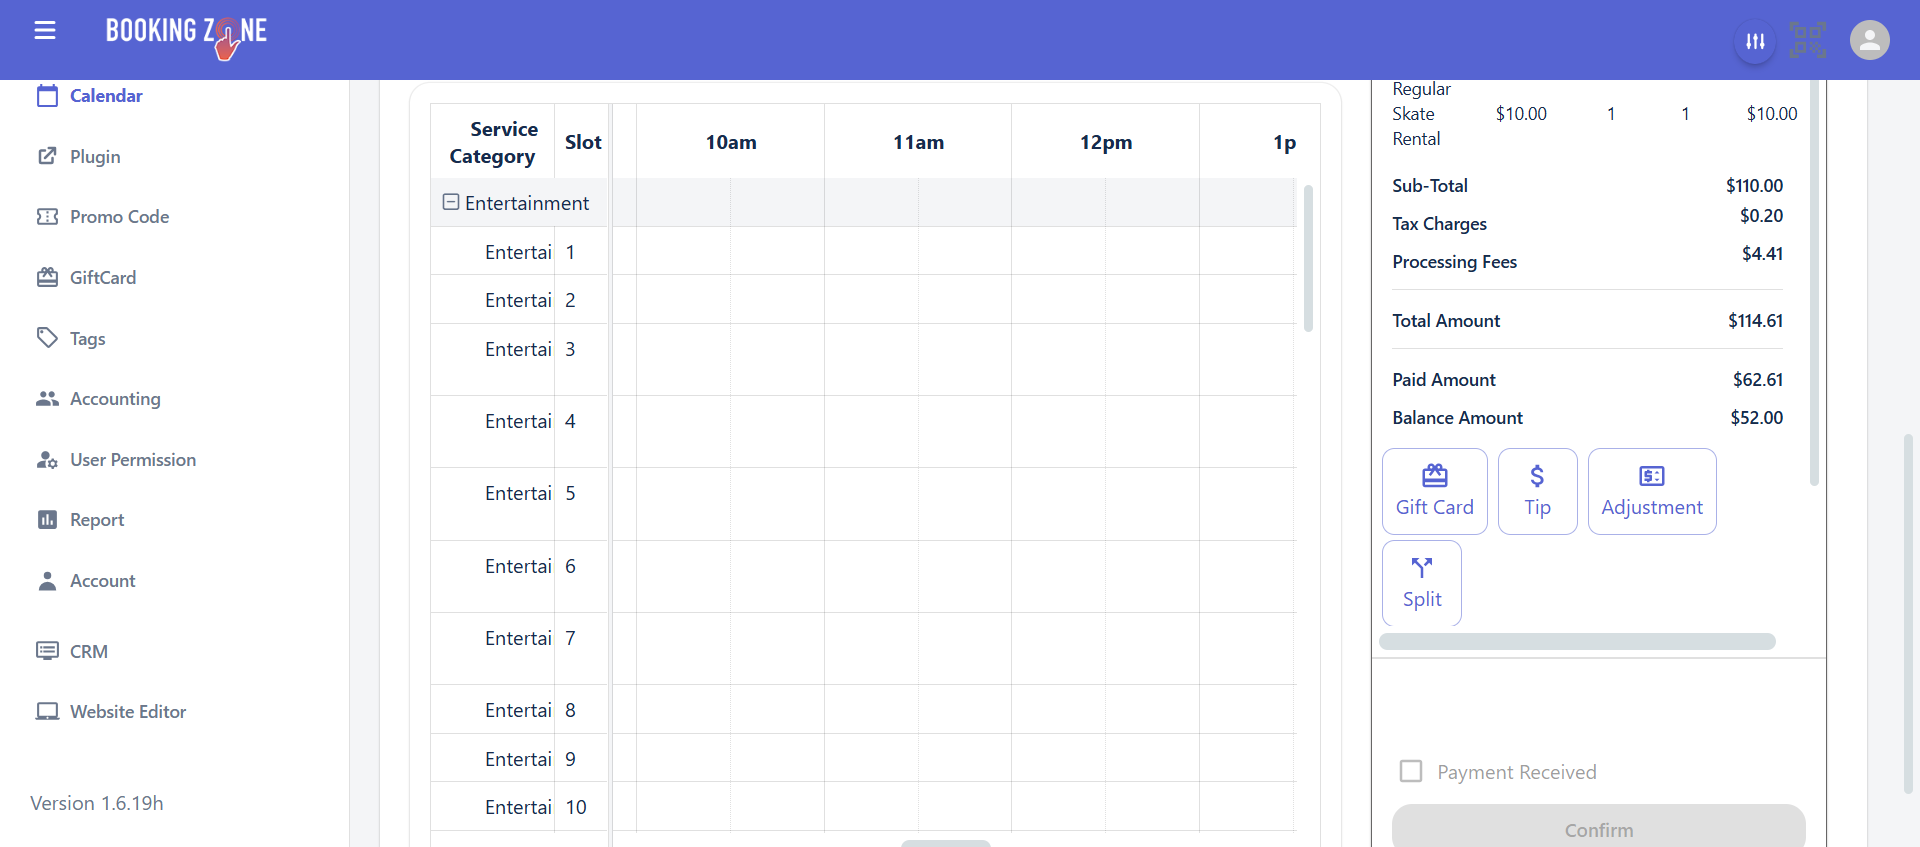 BOOKING ZONE
Calendar
Plugin
Promo Code
GiftCard
Tags
Accounting
User Permission
Report
Account
CRM
Website Editor
Version 1.6.19h
Service
Category
Slot
10am
11am
12pm
1p
Entertainment
Entertai 1
Entertai 2
Entertai 3
Entertai 4
Entertai 5
Entertai 6
Entertai 7
Entertai 8
Entertai 9
Entertai 10
Regular
Skate $10.00 1 1 $10.00
Rental
Sub-Total $110.00
Tax Charges $0.20
Processing Fees $4.41
Total Amount $114.61
Paid Amount $62.61
Balance Amount $52.00
Gift Card
Tip
Adjustment
Split
Payment Received
Confirm